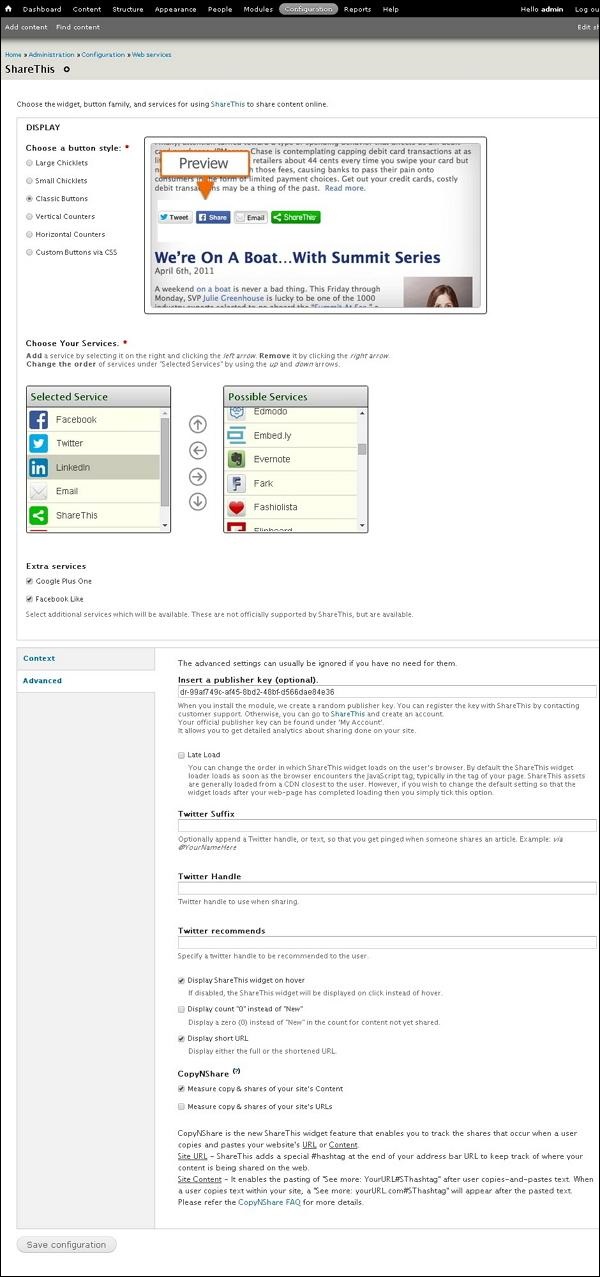 Dashboard Content Structure Appearance People Modules Configuration Reports Help Hello admin Log ou
Add content Find content Edit sh
Home » Administration » Configuration » Web services
ShareThis
Choose the widget, button family, and services for using ShareThis to share content online.
DISPLAY
Choose a button style: *
Large Chicklets
Small Chicklets
Classic Buttons
Vertical Counters
Horizontal Counters
Custom Buttons via CSS
Preview
Chase is contemplating capping debit card transactions at as
retailers about 44 cents every time you swipe your card but
those fees, causing banks to pass their pain onto
consumers in the form of limited payment choices. Get out your credit cards, costly
debit transactions may be a thing of the past. Read more.
Tweet Share Email ShareThis
We're On A Boat...With Summit Series
April 6th, 2011
A weekend on a boat is never a bad thing. This Friday through
Monday, SVP Julie Greenhouse is lucky to be one of the 1000
industry experts selected to go aboard the "Summit At Sea," a
Choose Your Services. *
Add a service by selecting it on the right and clicking the left arrow. Remove it by clicking the right arrow.
Change the order of services under "Selected Services" by using the up and down arrows.
Selected Service
Facebook
Twitter
LinkedIn
Email
ShareThis
Possible Services
Edmodo
Embed.ly
Evernote
Fark
Fashiolista
Flipboard
Extra services
Google Plus One
Facebook Like
Select additional services which will be available. These are not officially supported by ShareThis, but are available.
Context
Advanced
The advanced settings can usually be ignored if you have no need for them.
Insert a publisher key (optional).
dr-99af749c-af45-8bd2-48bf-d566dae84e36
When you install the module, we create a random publisher key. You can register the key with ShareThis by contacting
customer support. Otherwise, you can go to ShareThis and create an account.
Your official publisher key can be found under 'My Account'.
It allows you to get detailed analytics about sharing done on your site.
Late Load
You can change the order in which ShareThis widget loads on the user's browser. By default the ShareThis widget
loader loads as soon as the browser encounters the JavaScript tag; typically in the tag of your page. ShareThis assets
are generally loaded from a CDN closest to the user. However, if you wish to change the default setting so that the
widget loads after your web-page has completed loading then you simply tick this option.
Twitter Suffix
Optionally append a Twitter handle, or text, so that you get pinged when someone shares an article. Example: via
@YourNameHere
Twitter Handle
Twitter handle to use when sharing.
Twitter recommends
Specify a twitter handle to be recommended to the user.
Display ShareThis widget on hover
If disabled, the ShareThis widget will be displayed on click instead of hover.
Display count "0" instead of "New"
Display a zero (0) instead of "New" in the count for content not yet shared.
Display short URL
Display either the full or the shortened URL.
CopyNShare (?)
Measure copy & shares of your site's Content
Measure copy & shares of your site's URLs
CopyNShare is the new ShareThis widget feature that enables you to track the shares that occur when a user
copies and pastes your website's URL or Content.
Site URL - ShareThis adds a special #hashtag at the end of your address bar URL to keep track of where your
content is being shared on the web.
Site Content - It enables the pasting of "See more: YourURL#SThashtag" after user copies-and-pastes text. When
a user copies text within your site, a "See more: yourURL.com#SThashtag" will appear after the pasted text.
Please refer the CopyNShare FAQ for more details.
Save configuration